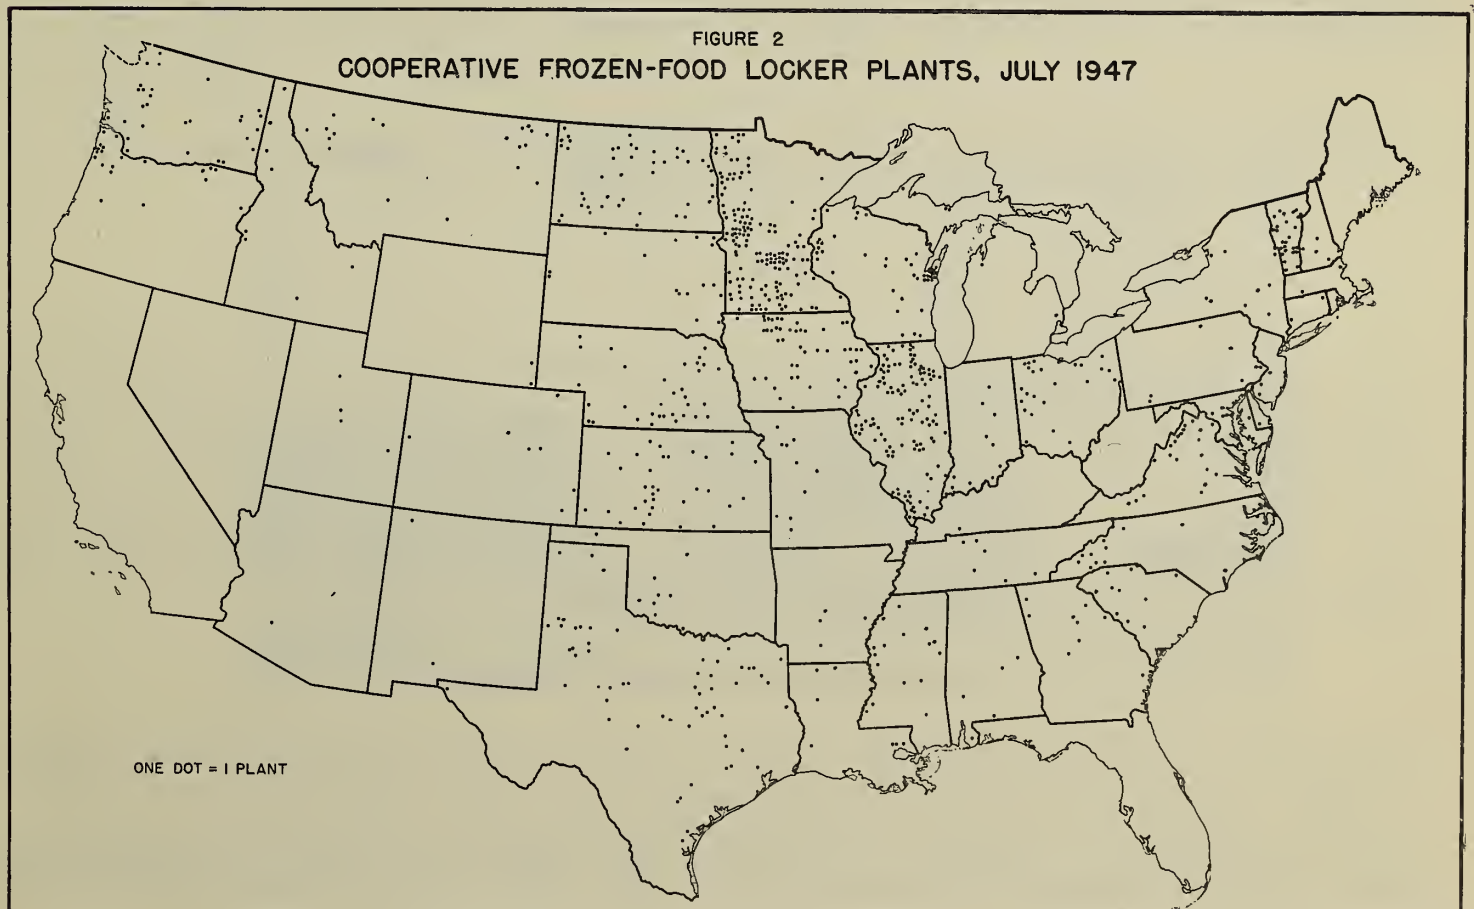 FIGURE 2
COOPERATIVE FROZEN-FOOD LOCKER PLANTS, JULY 1947
ONE DOT = 1 PLANT